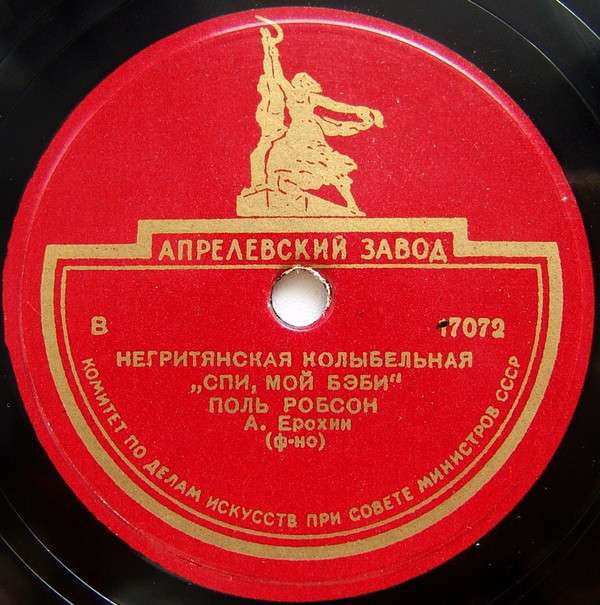 АПРЕЛЕВСКИЙ ЗАВОД
В 17072
НЕГРИТЯНСКАЯ КОЛЫБЕЛЬНАЯ
„СПИ, МОЙ БЭБИ“
ПОЛЬ РОБСОН
А. Ерохин
(ф-но)
КОМИТЕТ ПО ДЕЛАМ ИСКУССТВ ПРИ СОВЕТЕ МИНИСТРОВ СССР